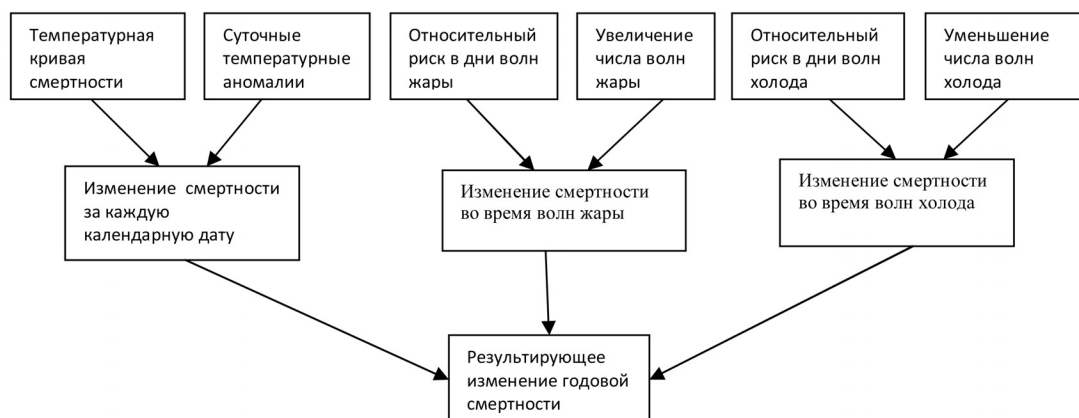 Температурная
кривая
смертности
Суточные
температурные
аномалии
Относительный
риск в дни волн
жары
Увеличение
числа волн
жары
Относительный
риск в дни волн
холода
Уменьшение
числа волн
холода
Изменение смертности
за каждую
календарную дату
Изменение смертности
во время волн жары
Изменение смертности
во время волн холода
Результирующее
изменение годовой
смертности